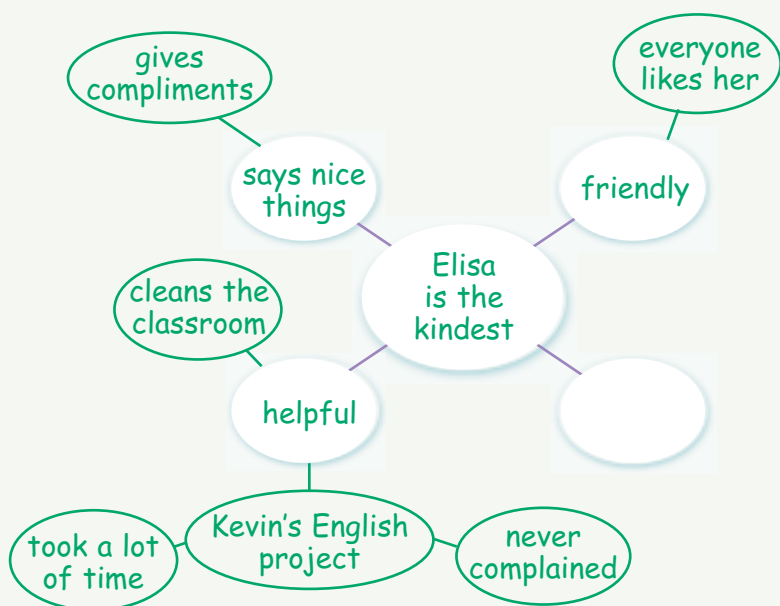 gives
compliments
everyone
likes her
says nice
things
friendly
Elisa
is the
kindest
cleans the
classroom
helpful
Kevin's English
project
took a lot
of time
never
complained